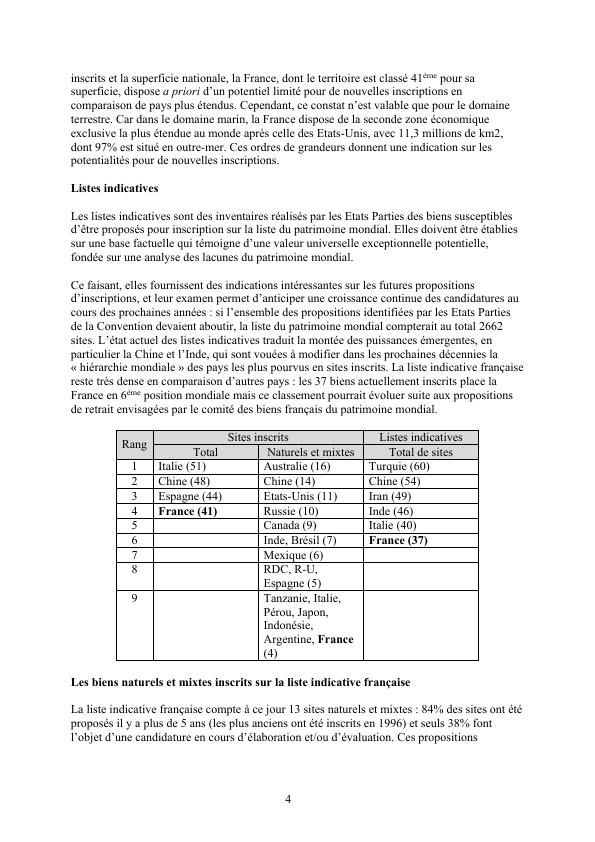 inscrits et la superficie nationale, la France, dont le territoire est classé 41ème pour sa
superficie, dispose a priori d’un potentiel limité pour de nouvelles inscriptions en
comparaison de pays plus étendus. Cependant, ce constat n’est valable que pour le domaine
terrestre. Car dans le domaine marin, la France dispose de la seconde zone économique
exclusive la plus étendue au monde après celle des Etats-Unis, avec 11,3 millions de km2,
dont 97% est situé en outre-mer. Ces ordres de grandeurs donnent une indication sur les
potentialités pour de nouvelles inscriptions.
Listes indicatives
Les listes indicatives sont des inventaires réalisés par les Etats Parties des biens susceptibles
d’être proposés pour inscription sur la liste du patrimoine mondial. Elles doivent être établies
sur une base factuelle qui témoigne d’une valeur universelle exceptionnelle potentielle,
fondée sur une analyse des lacunes du patrimoine mondial.
Ce faisant, elles fournissent des indications intéressantes sur les futures propositions
d’inscriptions, et leur examen permet d’anticiper une croissance continue des candidatures au
cours des prochaines années : si l’ensemble des propositions identifiées par les Etats Parties
de la Convention devaient aboutir, la liste du patrimoine mondial compterait au total 2662
sites. L’état actuel des listes indicatives traduit la montée des puissances émergentes, en
particulier la Chine et l’Inde, qui sont vouées à modifier dans les prochaines décennies la
« hiérarchie mondiale » des pays les plus pourvus en sites inscrits. La liste indicative française
reste très dense en comparaison d’autres pays : les 37 biens actuellement inscrits place la
France en 6ème position mondiale mais ce classement pourrait évoluer suite aux propositions
de retrait envisagées par le comité des biens français du patrimoine mondial.
Rang Sites inscrits Listes indicatives
Total Naturels et mixtes Total de sites
1 Italie (51) Australie (16) Turquie (60)
2 Chine (48) Chine (14) Chine (54)
3 Espagne (44) Etats-Unis (11) Iran (49)
4 France (41) Russie (10) Inde (46)
5 Canada (9) Italie (40)
6 Inde, Brésil (7) France (37)
7 Mexique (6)
8 RDC, R-U,
Espagne (5)
9 Tanzanie, Italie,
Pérou, Japon,
Indonésie,
Argentine, France
(4)
Les biens naturels et mixtes inscrits sur la liste indicative française
La liste indicative française compte à ce jour 13 sites naturels et mixtes : 84% des sites ont été
proposés il y a plus de 5 ans (les plus anciens ont été inscrits en 1996) et seuls 38% font
l’objet d’une candidature en cours d’élaboration et/ou d’évaluation. Ces propositions
4